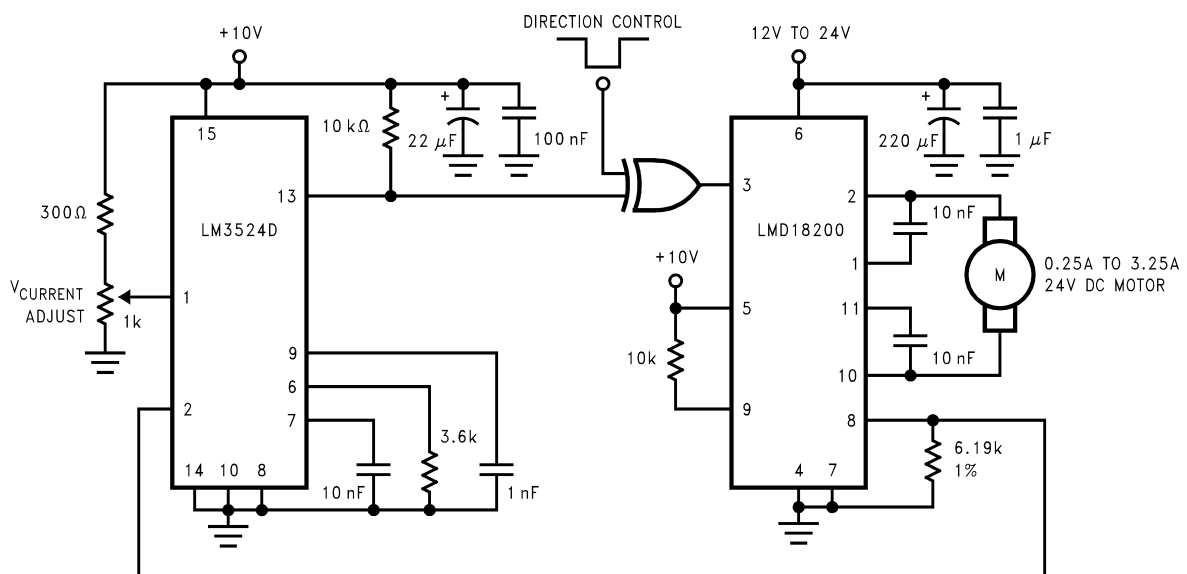 DIRECTION CONTROL
+10V
12V TO 24V
15
10 kΩ
+
22 μF
100 nF
6
+
220 μF
1 μF
13
3
2
300Ω
LM3524D
LMD18200
10 nF
+10V
1
M
0.25A TO 3.25A
24V DC MOTOR
VCURRENT
ADJUST
1k
1
5
11
9
10k
10 nF
6
10
2
7
3.6k
9
8
6.19k
1%
14
10
8
10 nF
1 nF
4
7